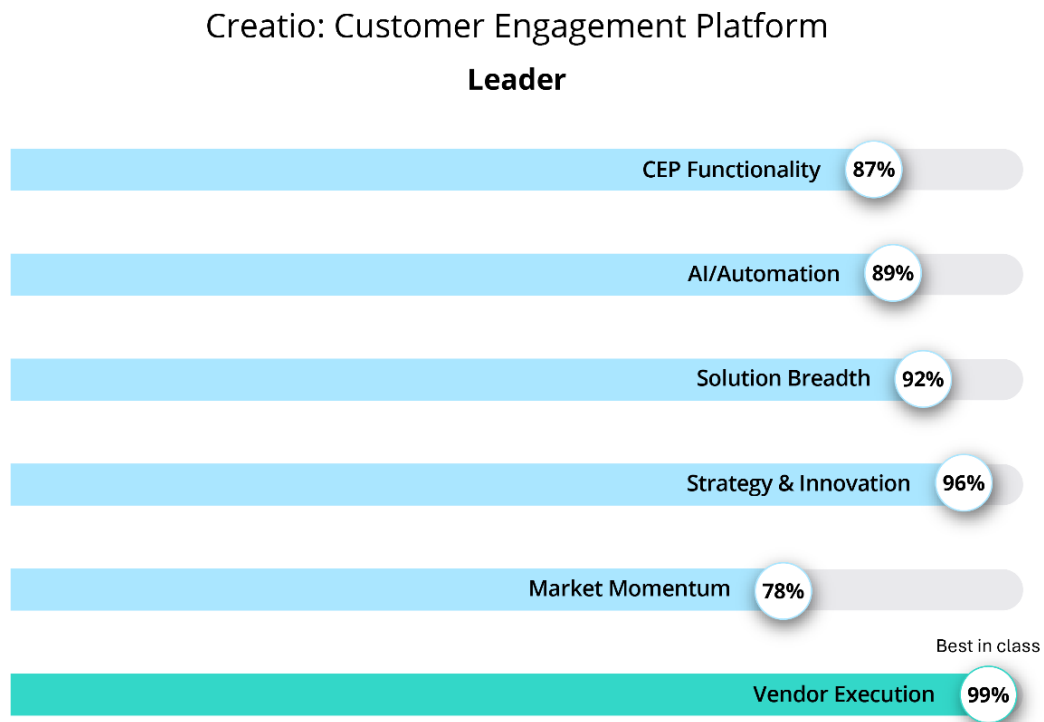 Creatio: Customer Engagement Platform
Leader
CEP Functionality 87%
AI/Automation 89%
Solution Breadth 92%
Strategy & Innovation 96%
Market Momentum 78%
Best in class
Vendor Execution 99%